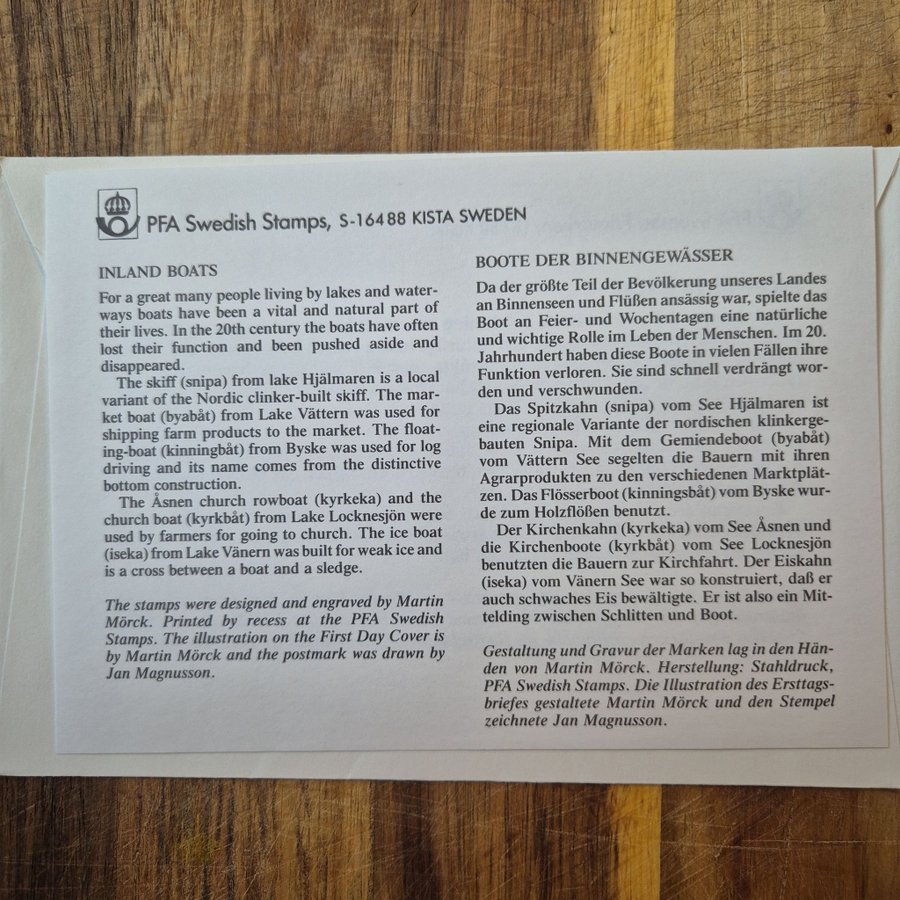 PFA Swedish Stamps, S-164 88 KISTA SWEDEN
INLAND BOATS
For a great many people living by lakes and water-
ways boats have been a vital and natural part of
their lives. In the 20th century the boats have often
lost their function and been pushed aside and
disappeared.
The skiff (snipa) from lake Hjälmaren is a local
variant of the Nordic clinker-built skiff. The mar-
ket boat (byabåt) from Lake Vättern was used for
shipping farm products to the market. The float-
ing-boat (kinningbåt) from Byske was used for log
driving and its name comes from the distinctive
bottom construction.
The Åsnen church rowboat (kyrkeka) and the
church boat (kyrkbåt) from Lake Locknesjön were
used by farmers for going to church. The ice boat
(iseka) from Lake Vänern was built for weak ice and
is a cross between a boat and a sledge.
The stamps were designed and engraved by Martin
Mörck. Printed by recess at the PFA Swedish
Stamps. The illustration on the First Day Cover is
by Martin Mörck and the postmark was drawn by
Jan Magnusson.
BOOTE DER BINNENGEWÄSSER
Da der größte Teil der Bevölkerung unseres Landes
an Binnenseen und Flüßen ansässig war, spielte das
Boot an Feier- und Wochentagen eine natürliche
und wichtige Rolle im Leben der Menschen. Im 20.
Jahrhundert haben diese Boote in vielen Fällen ihre
Funktion verloren. Sie sind schnell verdrängt wor-
den und verschwunden.
Das Spitzkahn (snipa) vom See Hjälmaren ist
eine regionale Variante der nordischen klinkerge-
bauten Snipa. Mit dem Gemiendeboot (byabåt)
vom Vättern See segelten die Bauern mit ihren
Agrarprodukten zu den verschiedenen Marktplät-
zen. Das Flösserboot (kinningsbåt) vom Byske wur-
de zum Holzflößen benutzt.
Der Kirchenkahn (kyrkeka) vom See Åsnen und
die Kirchenboote (kyrkbåt) vom See Locknesjön
benutzten die Bauern zur Kirchfahrt. Der Eiskahn
(iseka) vom Vänern See war so konstruiert, daß er
auch schwaches Eis bewältigte. Er ist also ein Mit-
telding zwischen Schlitten und Boot.
Gestaltung und Gravur der Marken lag in den Hän-
den von Martin Mörck. Herstellung: Stahldruck,
PFA Swedish Stamps. Die Illustration des Ersttags-
briefes gestaltete Martin Mörck und den Stempel
zeichnete Jan Magnusson.